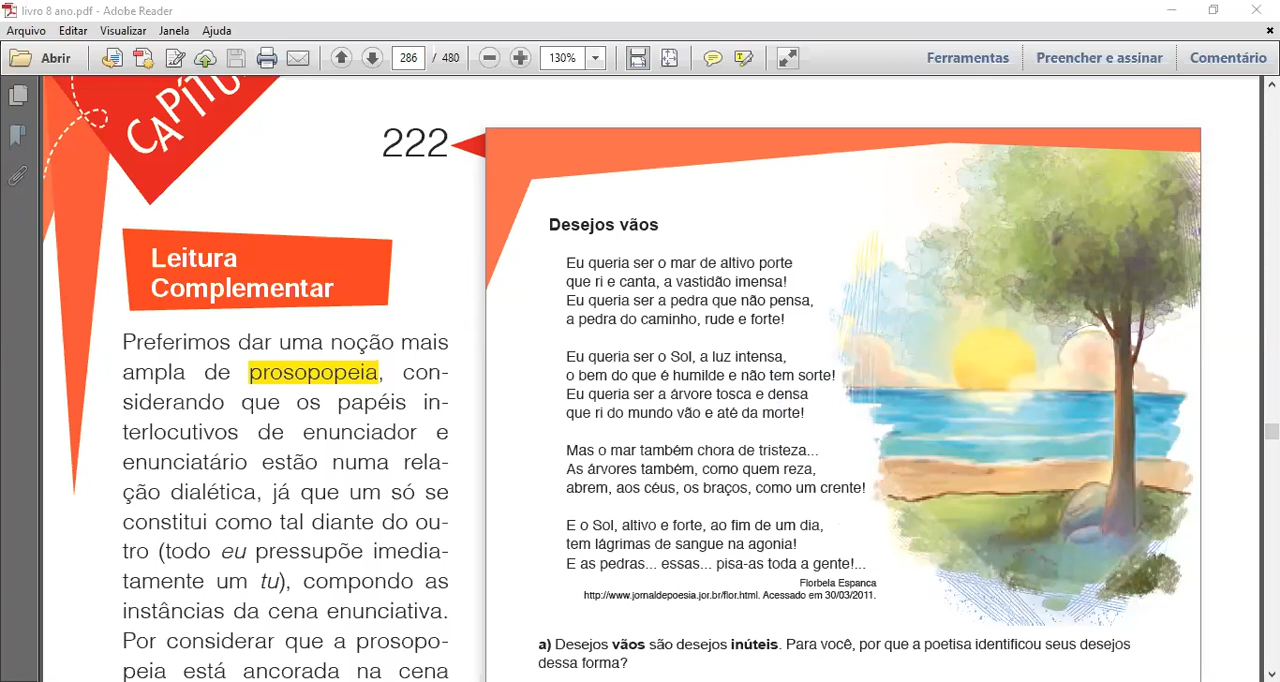 livro 8 ano.pdf - Adobe Reader
Arquivo Editar Visualizar Janela Ajuda
Abrir 286 / 480 130% Ferramentas Preencher e assinar Comentário
CAPÍTU
222
Leitura
Complementar
Preferimos dar uma noção mais
ampla de prosopopeia, con-
siderando que os papéis in-
terlocutivos de enunciador e
enunciatário estão numa rela-
ção dialética, já que um só se
constitui como tal diante do ou-
tro (todo eu pressupõe imedia-
tamente um tu), compondo as
instâncias da cena enunciativa.
Por considerar que a prosopo-
peia está ancorada na cena
Desejos vãos
Eu queria ser o mar de altivo porte
que ri e canta, a vastidão imensa!
Eu queria ser a pedra que não pensa,
a pedra do caminho, rude e forte!
Eu queria ser o Sol, a luz intensa,
o bem do que é humilde e não tem sorte!
Eu queria ser a árvore tosca e densa
que ri do mundo vão e até da morte!
Mas o mar também chora de tristeza...
As árvores também, como quem reza,
abrem, aos céus, os braços, como um crente!
E o Sol, altivo e forte, ao fim de um dia,
tem lágrimas de sangue na agonia!
E as pedras... essas... pisa-as toda a gente!...
Florbela Espanca
http://www.jornaldepoesia.jor.br/flor.html. Acessado em 30/03/2011.
a) Desejos vãos são desejos inúteis. Para você, por que a poetisa identificou seus desejos
dessa forma?